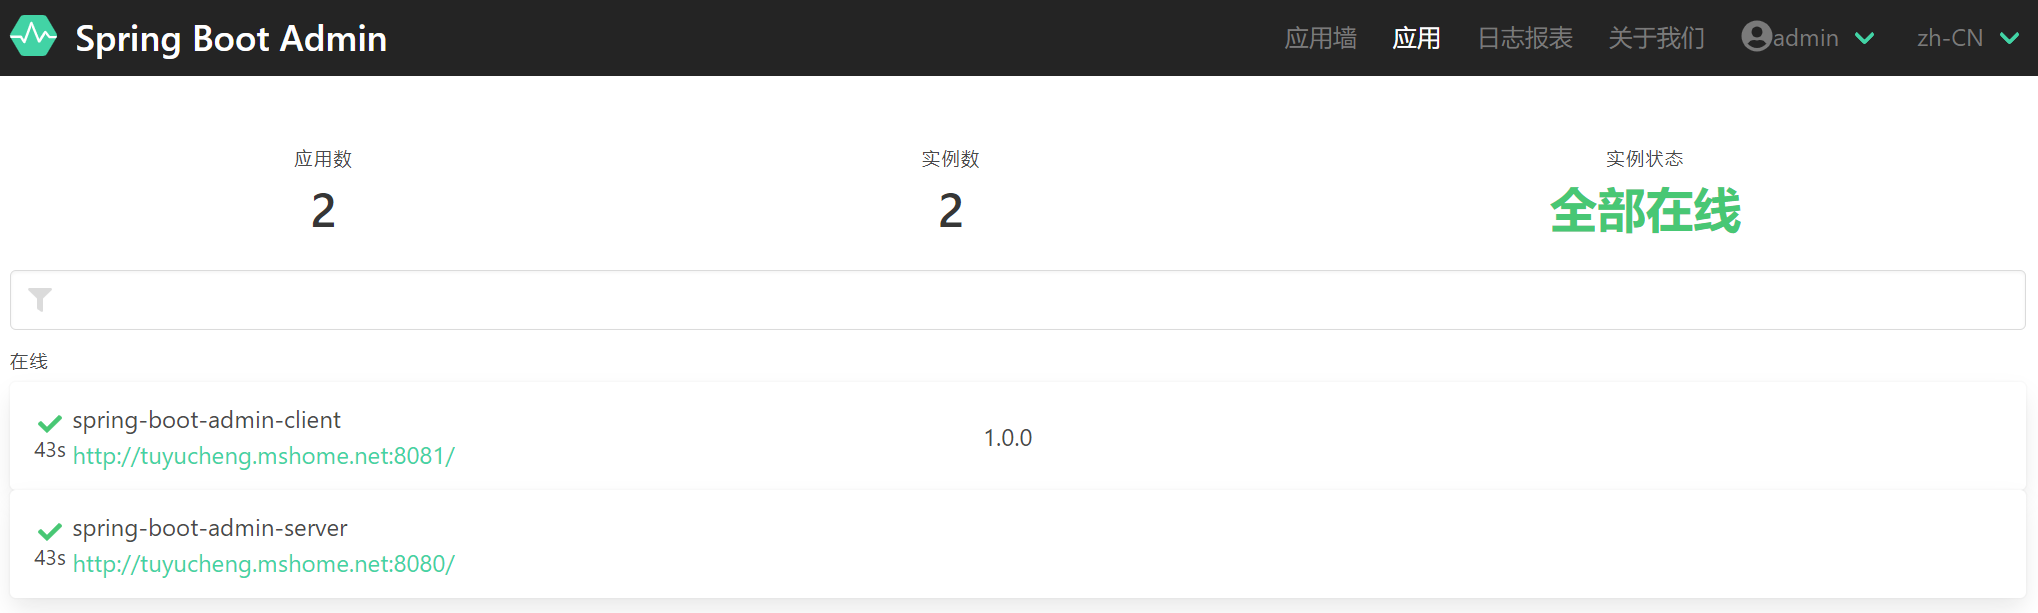 Spring Boot Admin 应用墙 应用 日志报表 关于我们 admin zh-CN
应用数 实例数 实例状态
2 2 全部在线
在线
spring-boot-admin-client
1.0.0
43s http://tuyucheng.mshome.net:8081/
spring-boot-admin-server
43s http://tuyucheng.mshome.net:8080/